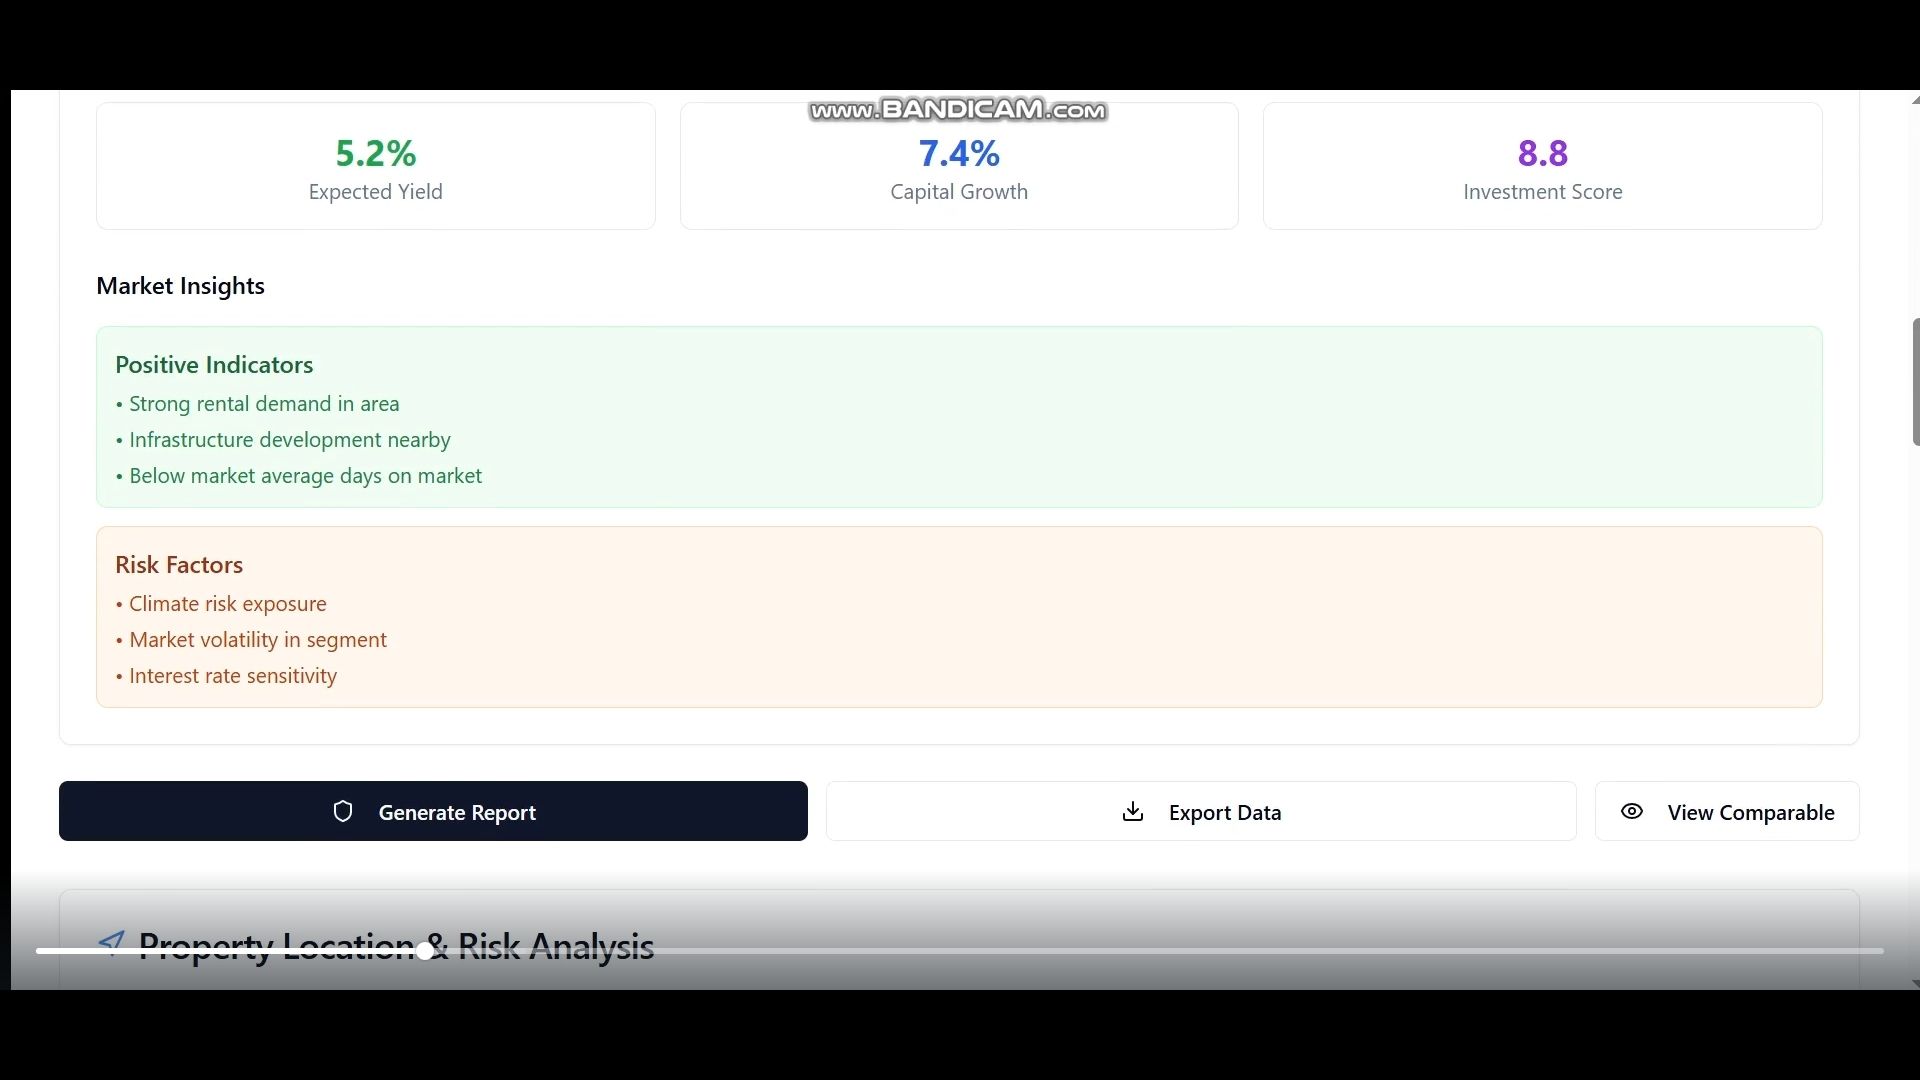 www.BANDICAM.com
5.2%
Expected Yield
7.4%
Capital Growth
8.8
Investment Score
Market Insights
Positive Indicators
• Strong rental demand in area
• Infrastructure development nearby
• Below market average days on market
Risk Factors
• Climate risk exposure
• Market volatility in segment
• Interest rate sensitivity
Generate Report
Export Data
View Comparable
Property Location & Risk Analysis